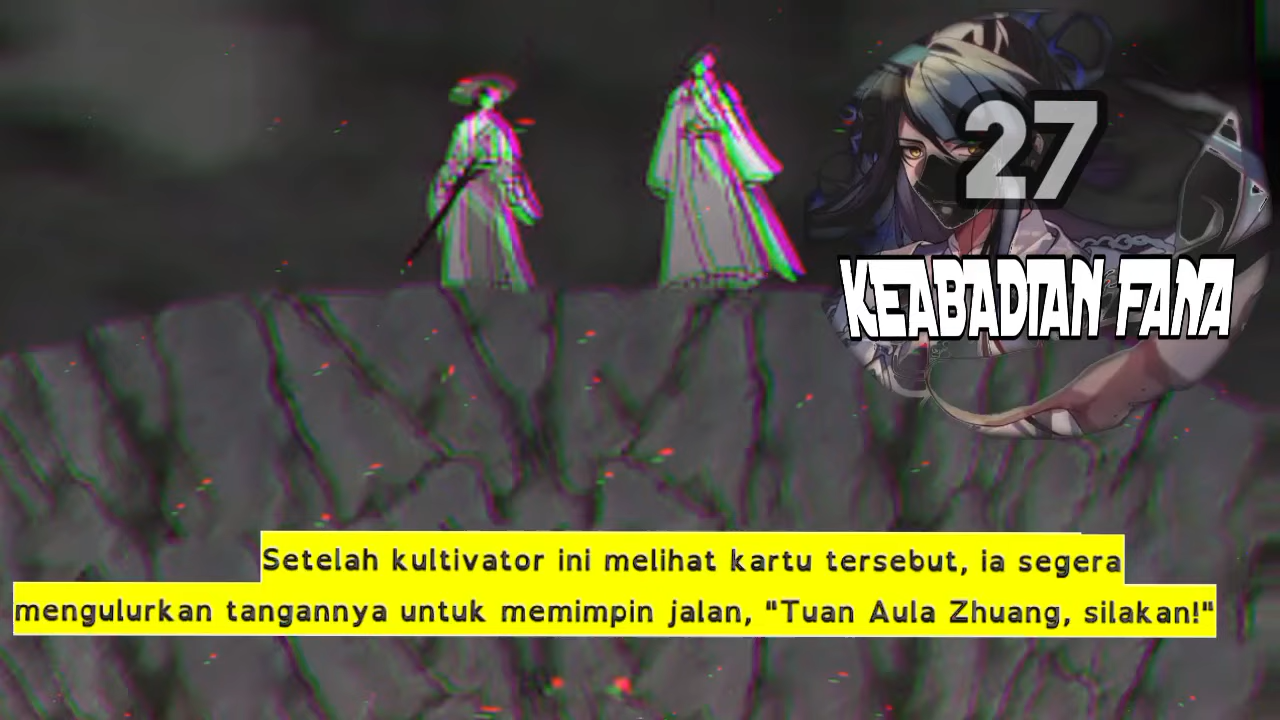 27
KEABADIAN FANA
Setelah kultivator ini melihat kartu tersebut, ia segera
mengulurkan tangannya untuk memimpin jalan, "Tuan Aula Zhuang, silakan!"